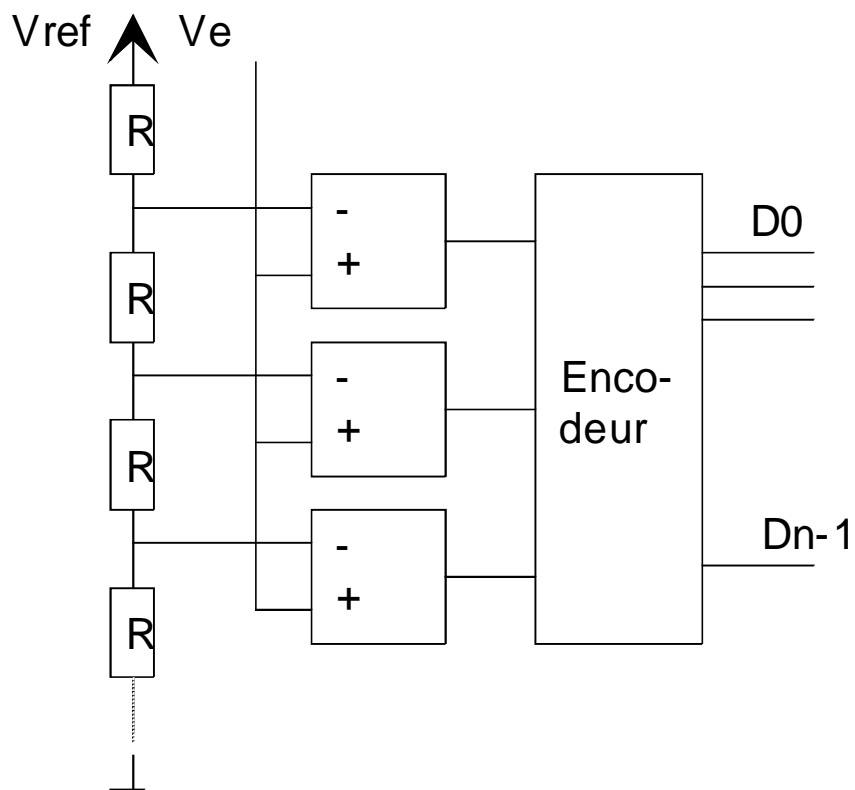 Vref Ve
R
-
+
D0
R
-
+
Enco-
deur
R
-
+
Dn-1
R